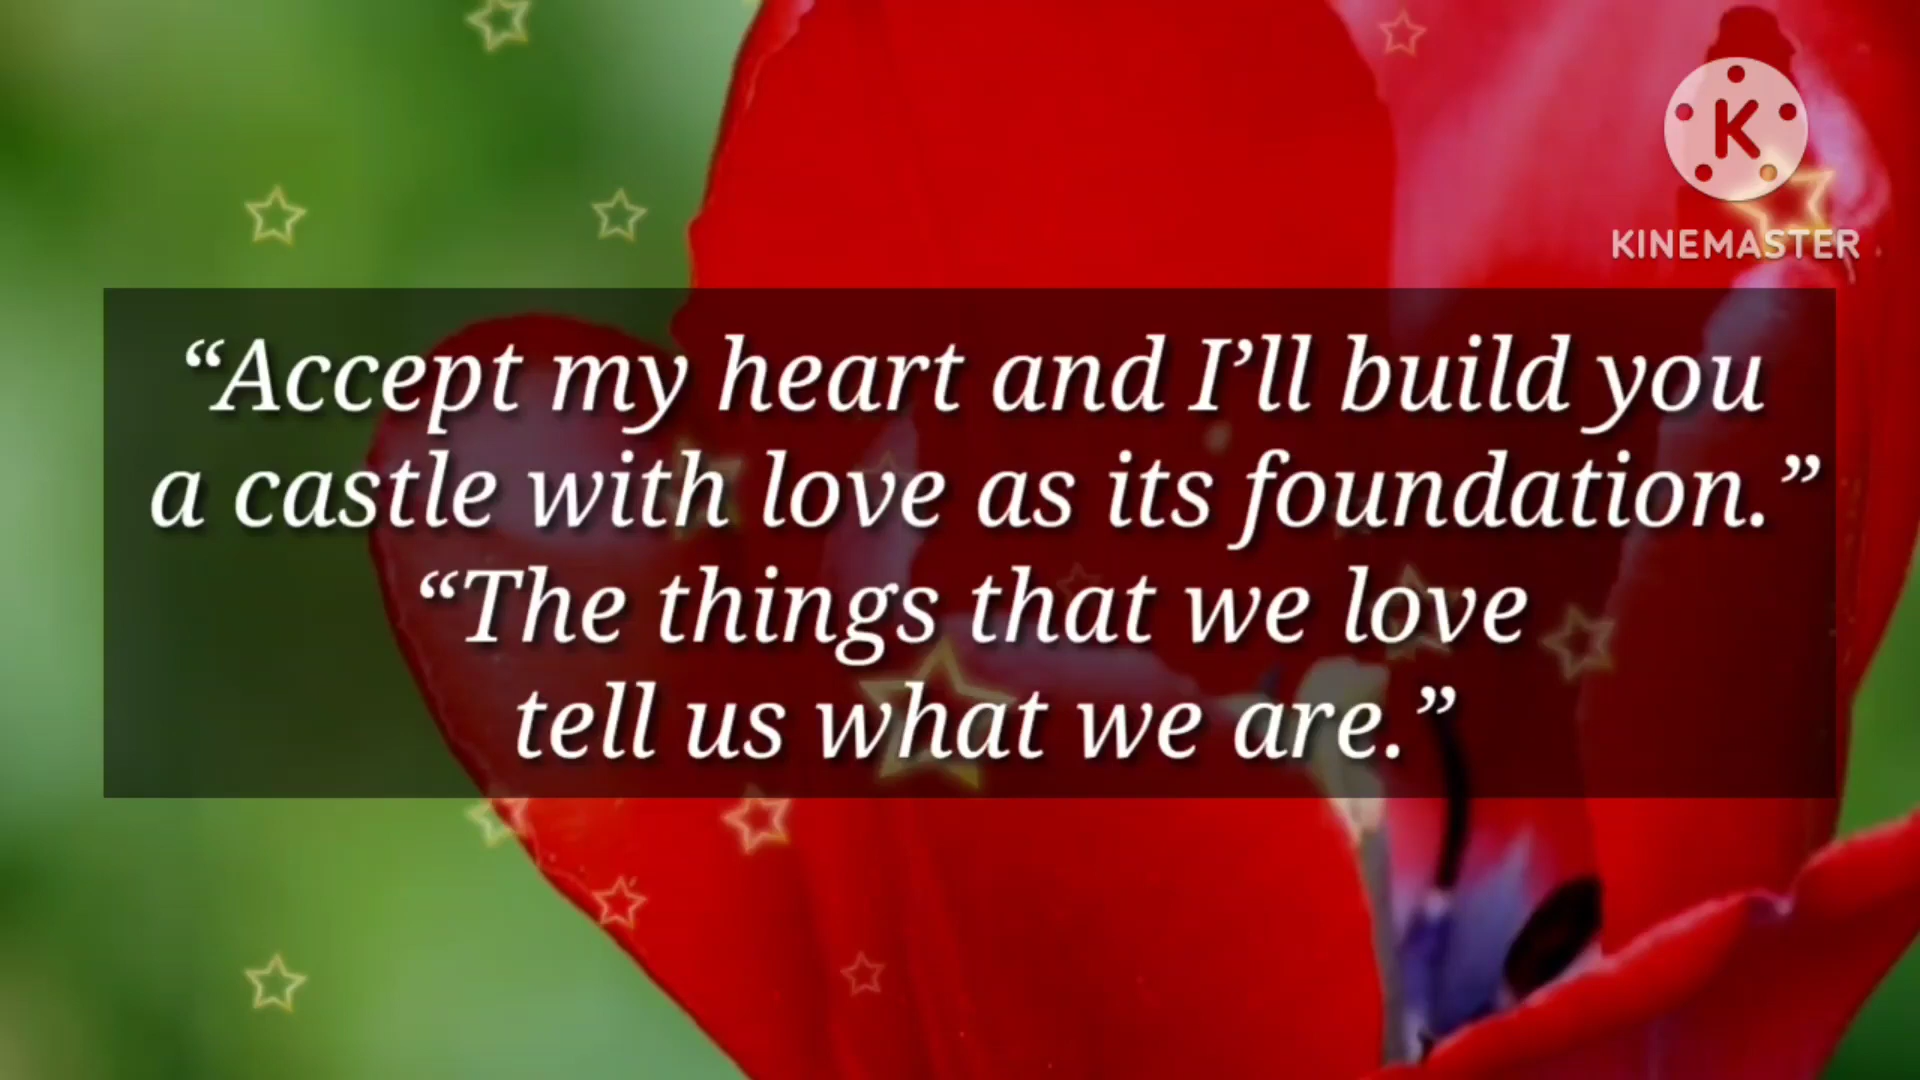 K
KINEMASTER
“Accept my heart and I’ll build you
a castle with love as its foundation.”
“The things that we love
tell us what we are.”